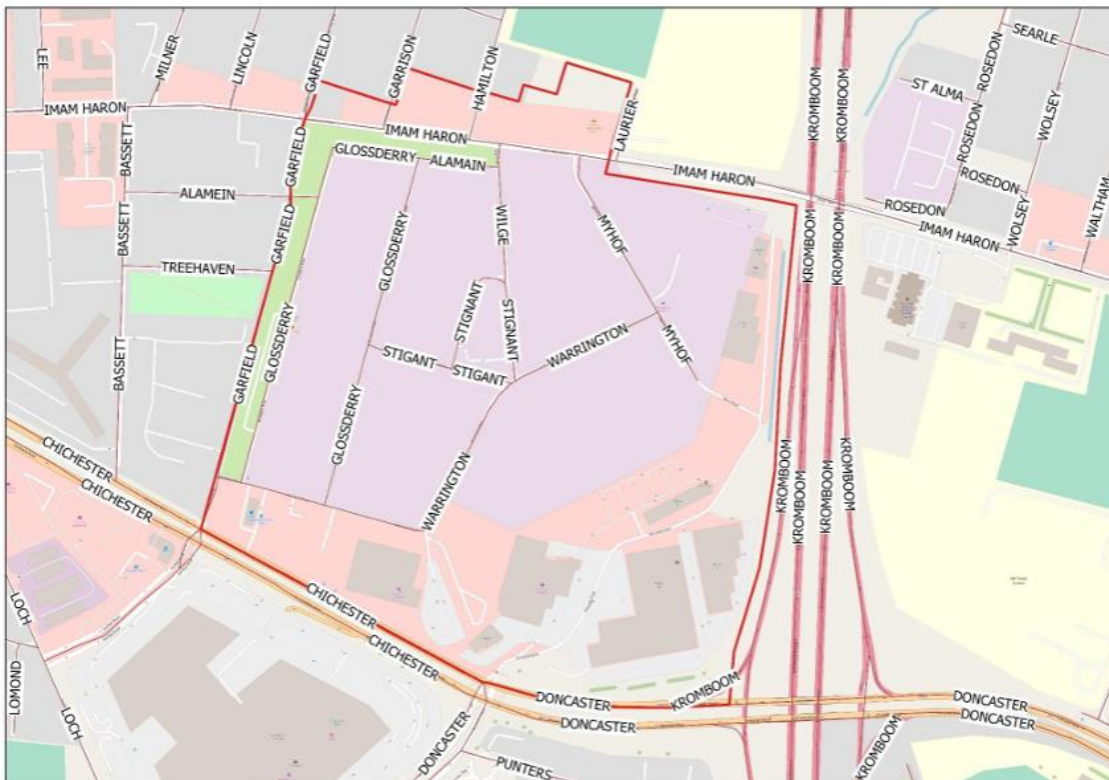 SEARLE
LEE
MILNER
LINCOLN
GARFIELD
GARRISON
HAMILTON
LAURIER
KROMBOOM
KROMBOOM
ST ALMA
ROSEDON
WOLSEY
IMAM HARON
IMAM HARON
IMAM HARON
IMAM HARON
BASSETT
GARFIELD
GLOSSDERRY
ALAMAIN
ROSEDON
ROSEDON
ROSEDON
WOLSEY
WALTHAM
ALAMEIN
BASSETT
GARFIELD
GLOSSDERRY
WILGE
MYHOF
KROMBOOM
KROMBOOM
TREEHAVEN
STIGNANT
STIGNANT
WARRINGTON
MYHOF
BASSETT
GARFIELD
GLOSSDERRY
STIGANT
STIGANT
GLOSSDERRY
WARRINGTON
CHICHESTER
CHICHESTER
KROMBOOM
KROMBOOM
KROMBOOM
KROMBOOM
LOCH
CHICHESTER
CHICHESTER
LOMOND
LOCH
DONCASTER
KROMBOOM
DONCASTER
DONCASTER
DONCASTER
DONCASTER
PUNTERS
KROMBOOM